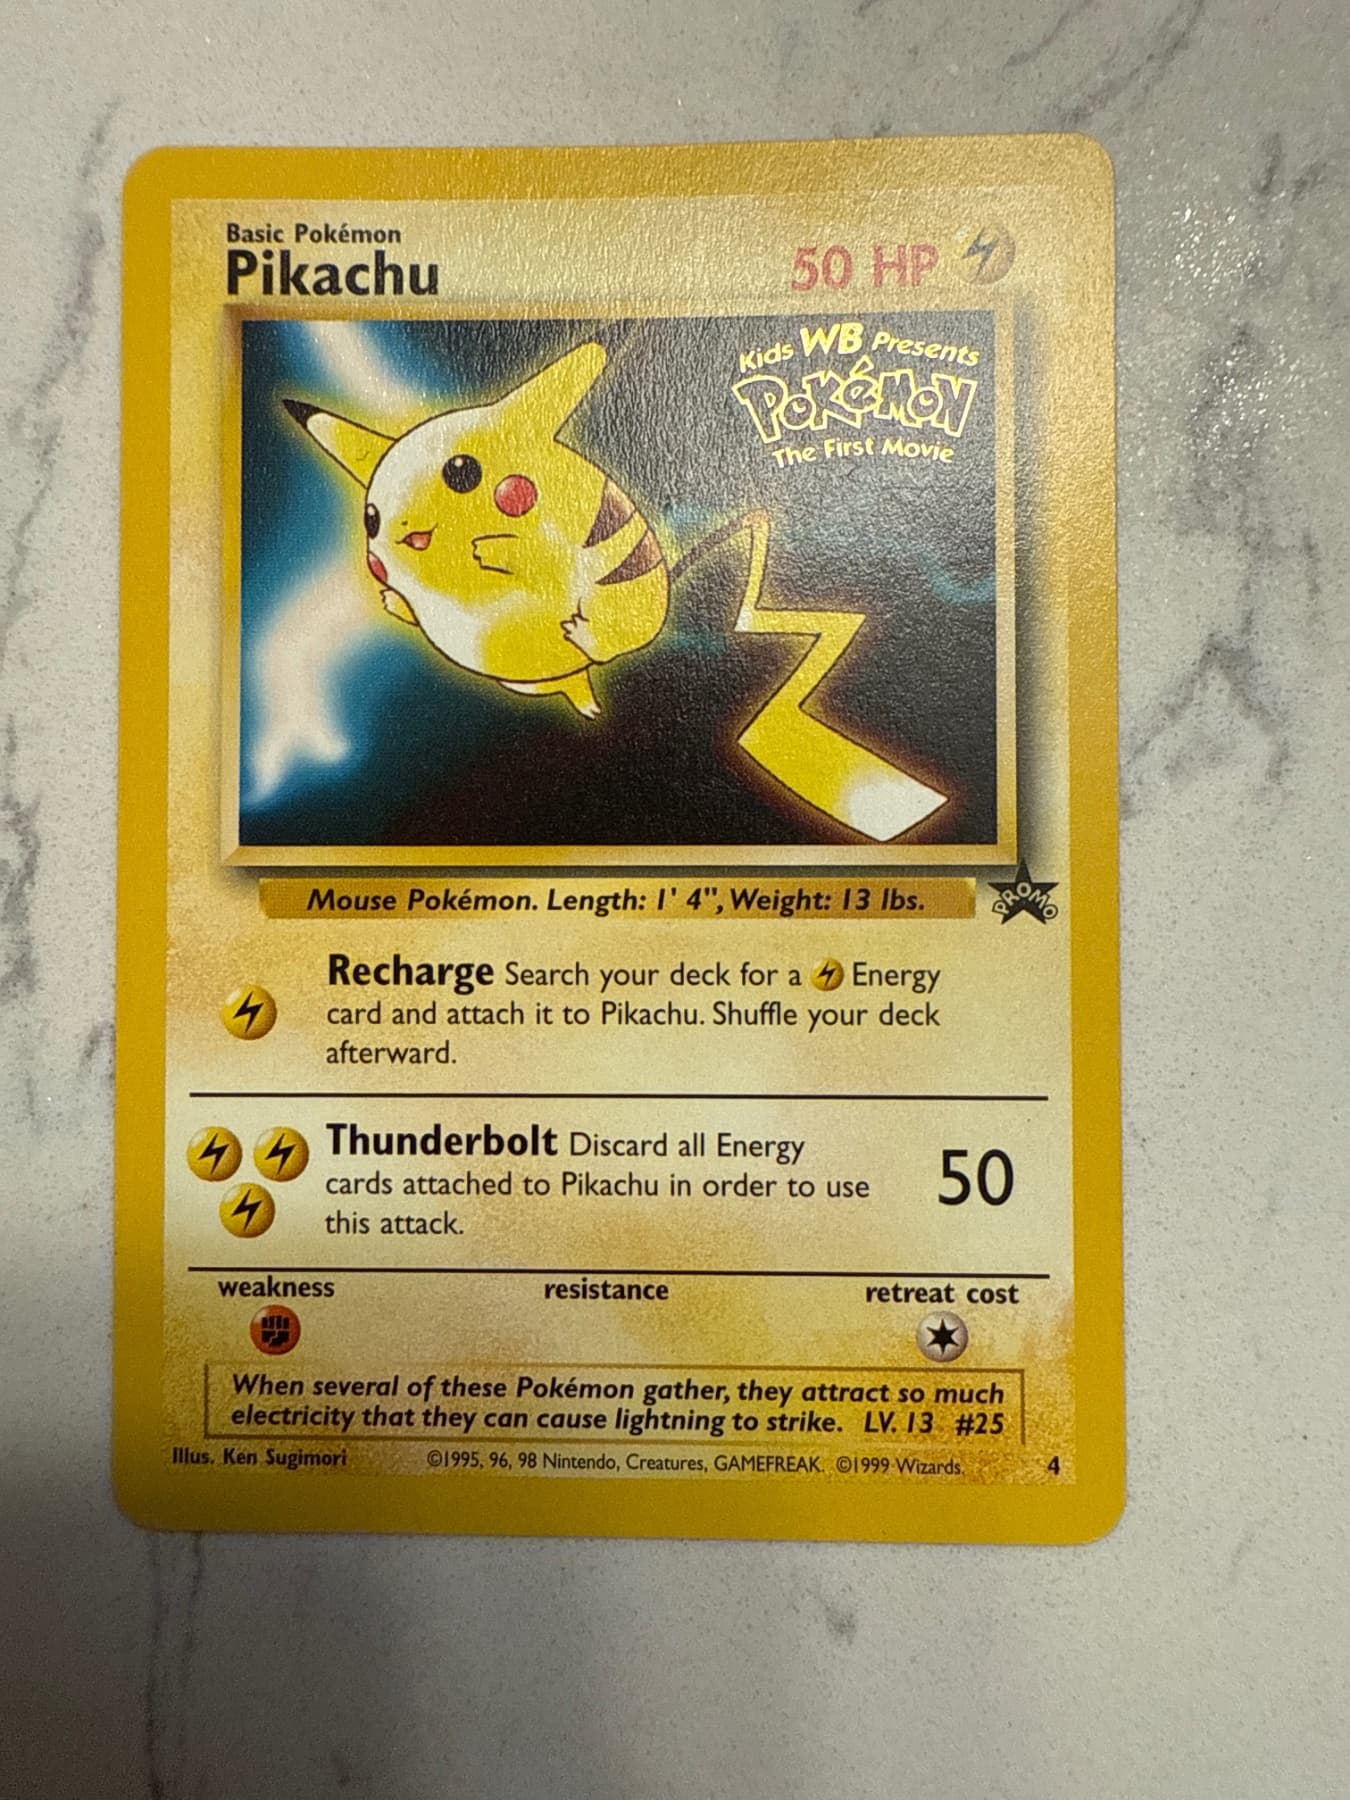 Basic Pokémon
Pikachu
50 HP
Kids WB Presents
Pokémon
The First Movie
Mouse Pokémon. Length: 1' 4", Weight: 13 lbs.
PROMO
Recharge Search your deck for a Energy
card and attach it to Pikachu. Shuffle your deck
afterward.
Thunderbolt Discard all Energy
cards attached to Pikachu in order to use
this attack.
50
weakness resistance retreat cost
When several of these Pokémon gather, they attract so much
electricity that they can cause lightning to strike. LV. 13 #25
Illus. Ken Sugimori ©1995, 96, 98 Nintendo, Creatures, GAMEFREAK. ©1999 Wizards. 4